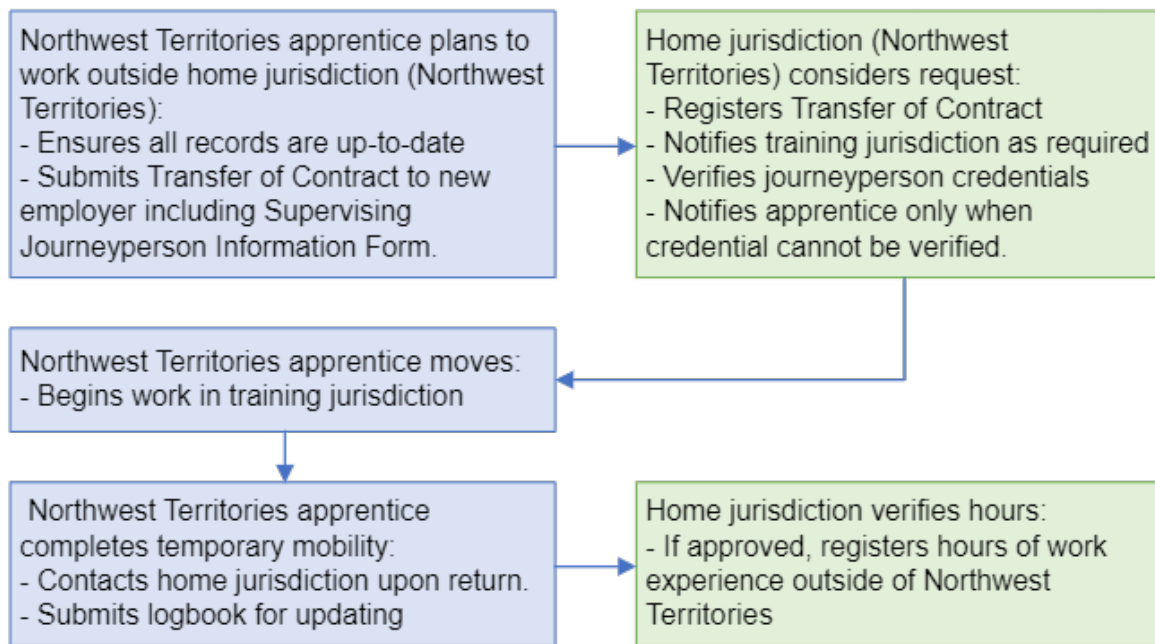 Northwest Territories apprentice plans to
work outside home jurisdiction (Northwest
Territories):
- Ensures all records are up-to-date
- Submits Transfer of Contract to new
employer including Supervising
Journeyperson Information Form.
Home jurisdiction (Northwest
Territories) considers request:
- Registers Transfer of Contract
- Notifies training jurisdiction as required
- Verifies journeyperson credentials
- Notifies apprentice only when
credential cannot be verified.
Northwest Territories apprentice moves:
- Begins work in training jurisdiction
Northwest Territories apprentice
completes temporary mobility:
- Contacts home jurisdiction upon return.
- Submits logbook for updating
Home jurisdiction verifies hours:
- If approved, registers hours of work
experience outside of Northwest
Territories